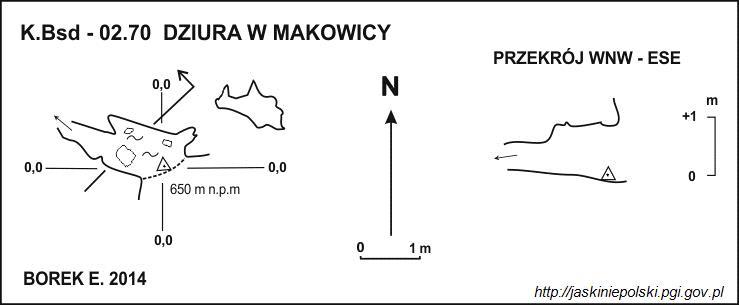 K.Bsd - 02.70 DZIURA W MAKOWICY
PRZEKRÓJ WNW - ESE
0,0
N
m
+1
0,0
0,0
0
650 m n.p.m
0,0
0 1 m
BOREK E. 2014
http://jaskiniepolski.pgi.gov.pl